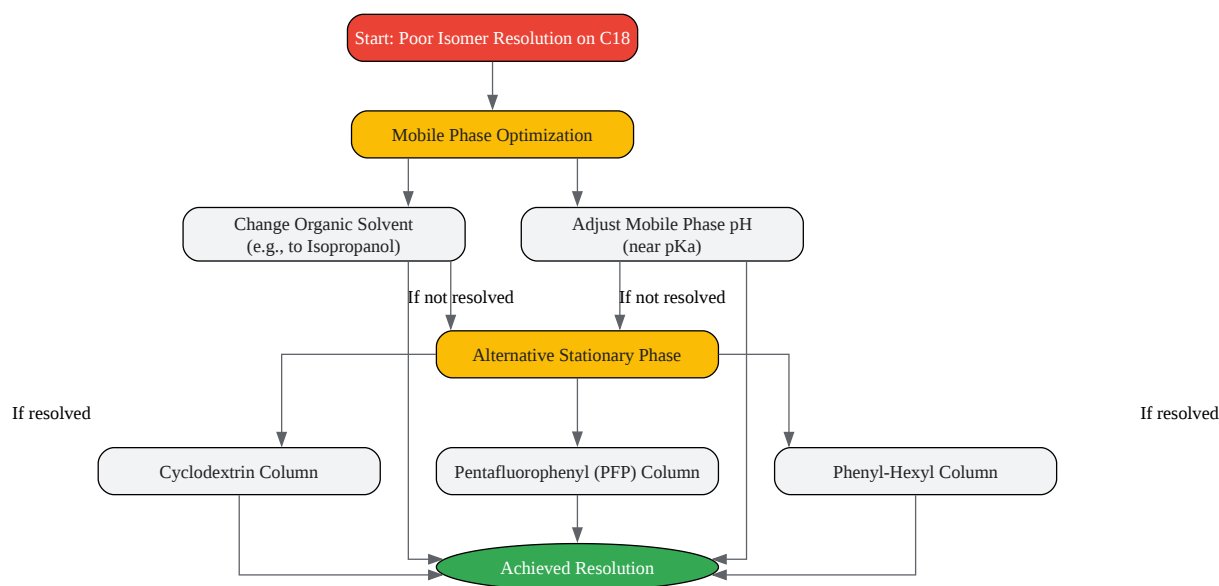 Start: Poor Isomer Resolution on C18
Mobile Phase Optimization
Change Organic Solvent
(e.g., to Isopropanol)
Adjust Mobile Phase pH
(near pKa)
If not resolved
If not resolved
Alternative Stationary Phase
If resolved
If resolved
Cyclodextrin Column
Pentafluorophenyl (PFP) Column
Phenyl-Hexyl Column
Achieved Resolution